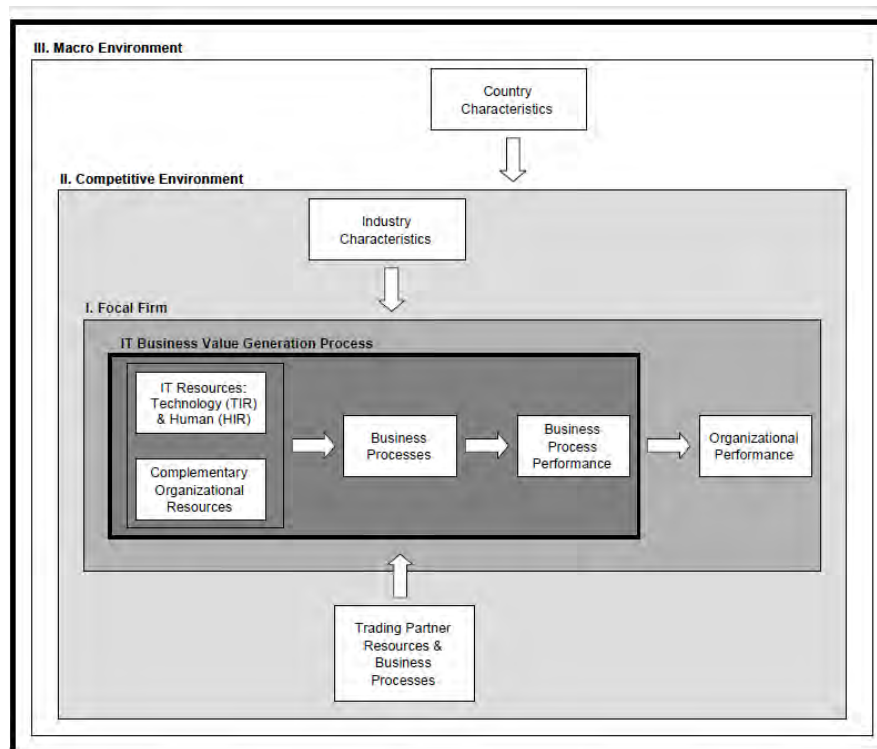 III. Macro Environment
Country
Characteristics
II. Competitive Environment
Industry
Characteristics
I. Focal Firm
IT Business Value Generation Process
IT Resources:
Technology (TIR)
& Human (HIR)
Complementary
Organizational
Resources
Business
Processes
Business
Process
Performance
Organizational
Performance
Trading Partner
Resources &
Business
Processes